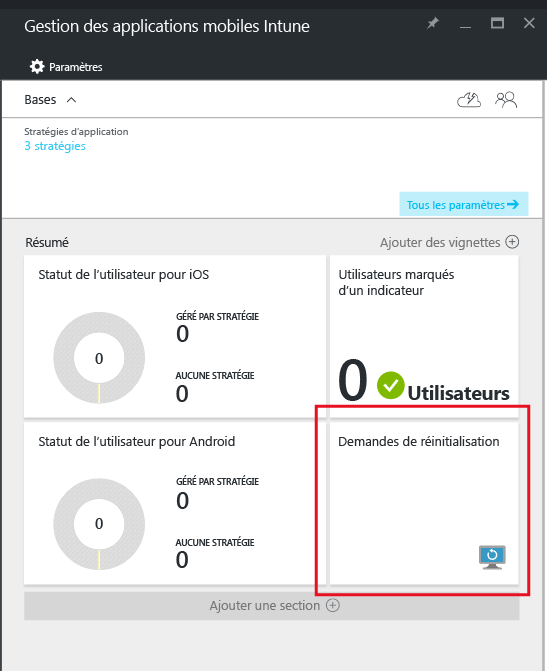 Gestion des applications mobiles Intune
Paramètres
Bases
Stratégies d'application
3 stratégies
Tous les paramètres
Résumé
Ajouter des vignettes
Statut de l'utilisateur pour iOS
0
GÉRÉ PAR STRATÉGIE
0
AUCUNE STRATÉGIE
0
Utilisateurs marqués
d'un indicateur
0 Utilisateurs
Statut de l'utilisateur pour Android
0
GÉRÉ PAR STRATÉGIE
0
AUCUNE STRATÉGIE
0
Demandes de réinitialisation
Ajouter une section